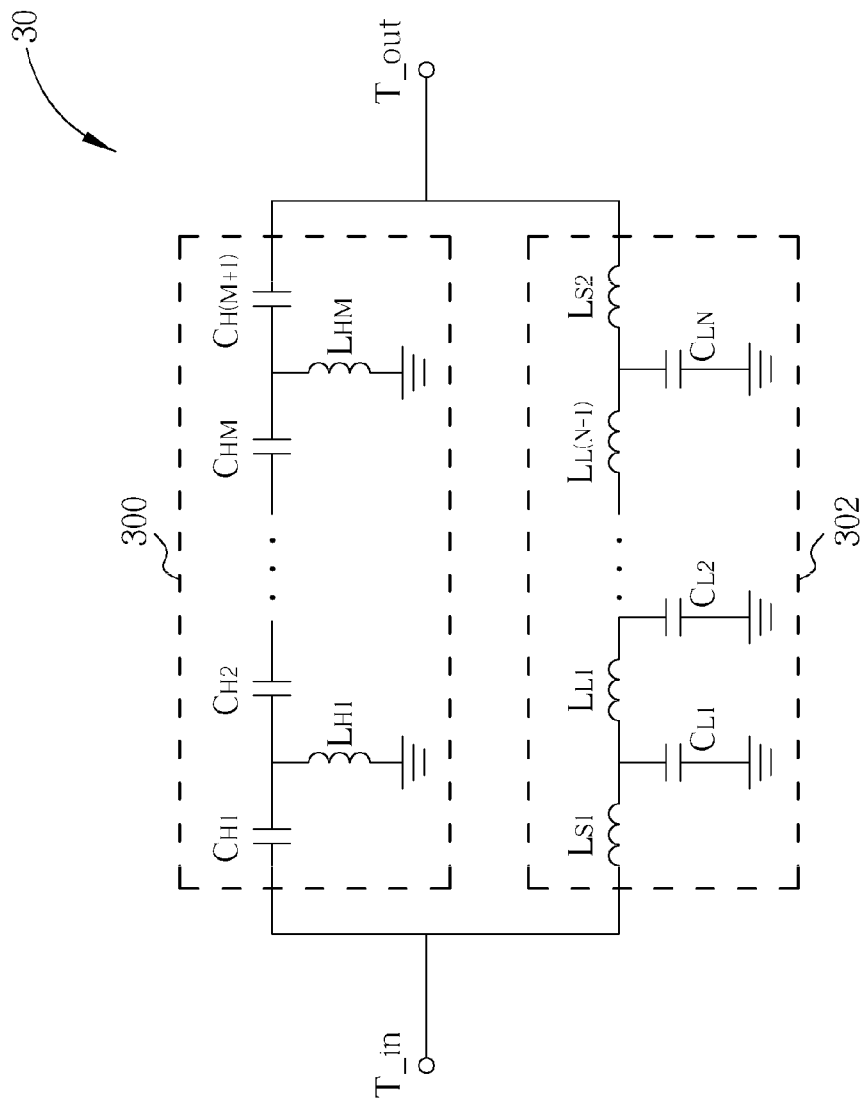 30
300
CH1
CH2
CHM
CH(M+1)
LH1
LHM
T_in
T_out
LS1
LL1
LL(N-1)
LS2
CL1
CL2
CLN
302